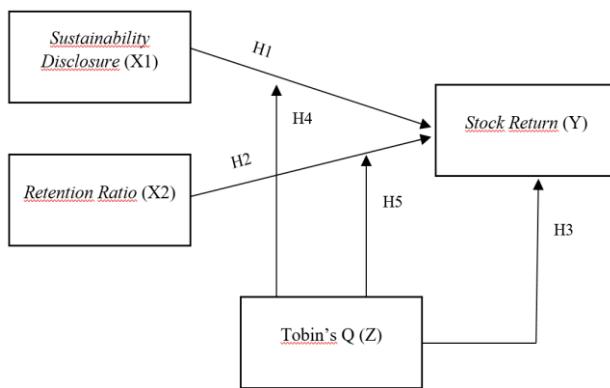 Sustainability
Disclosure (X1)
H1
H4
Stock Return (Y)
H2
Retention Ratio (X2)
H5
H3
Tobin's Q (Z)